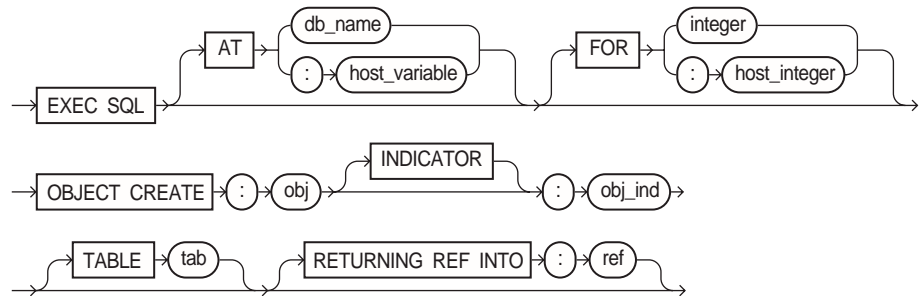 AT db_name FOR integer
: host_variable : host_integer
EXEC SQL
INDICATOR
OBJECT CREATE : obj : obj_ind
TABLE tab RETURNING REF INTO : ref